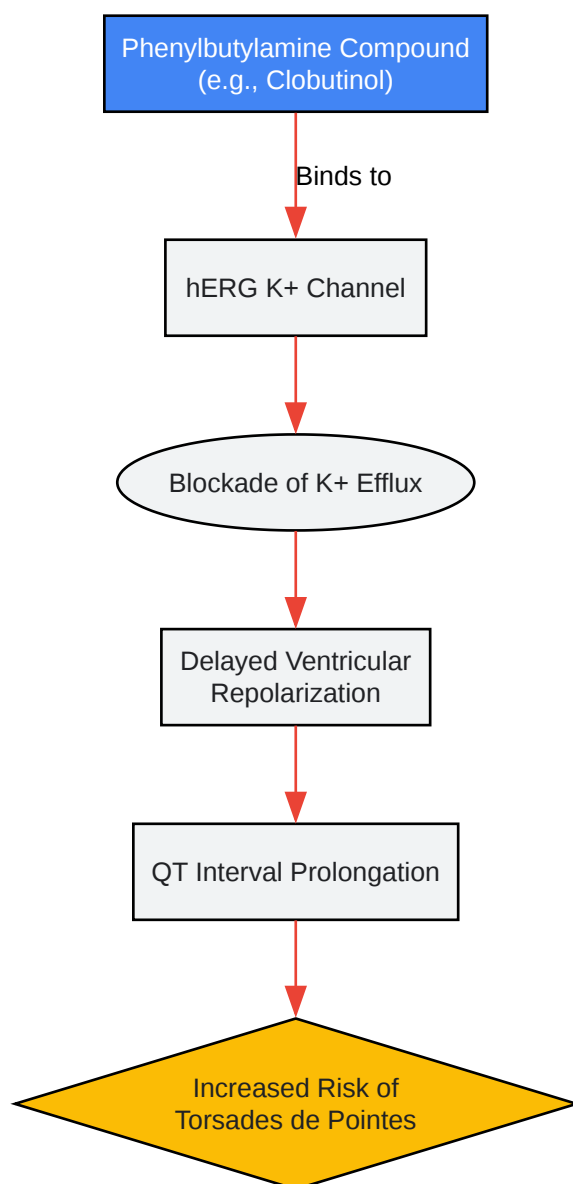 Phenylbutylamine Compound
(e.g., Clobutinol)
Binds to
hERG K+ Channel
Blockade of K+ Efflux
Delayed Ventricular
Repolarization
QT Interval Prolongation
Increased Risk of
Torsades de Pointes